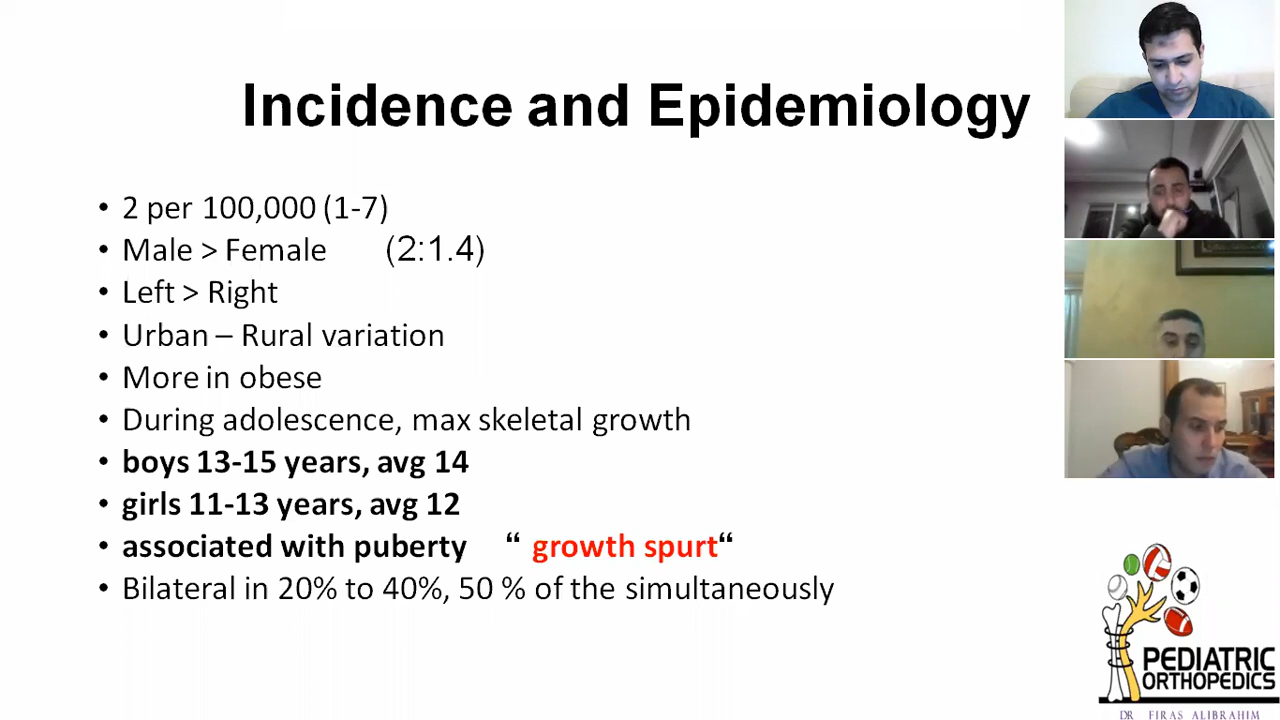 Incidence and Epidemiology
• 2 per 100,000 (1-7)
• Male > Female (2:1.4)
• Left > Right
• Urban – Rural variation
• More in obese
• During adolescence, max skeletal growth
• boys 13-15 years, avg 14
• girls 11-13 years, avg 12
• associated with puberty “ growth spurt“
• Bilateral in 20% to 40%, 50 % of the simultaneously
PEDIATRIC
ORTHOPEDICS
DR FIRAS ALIBRAHIM